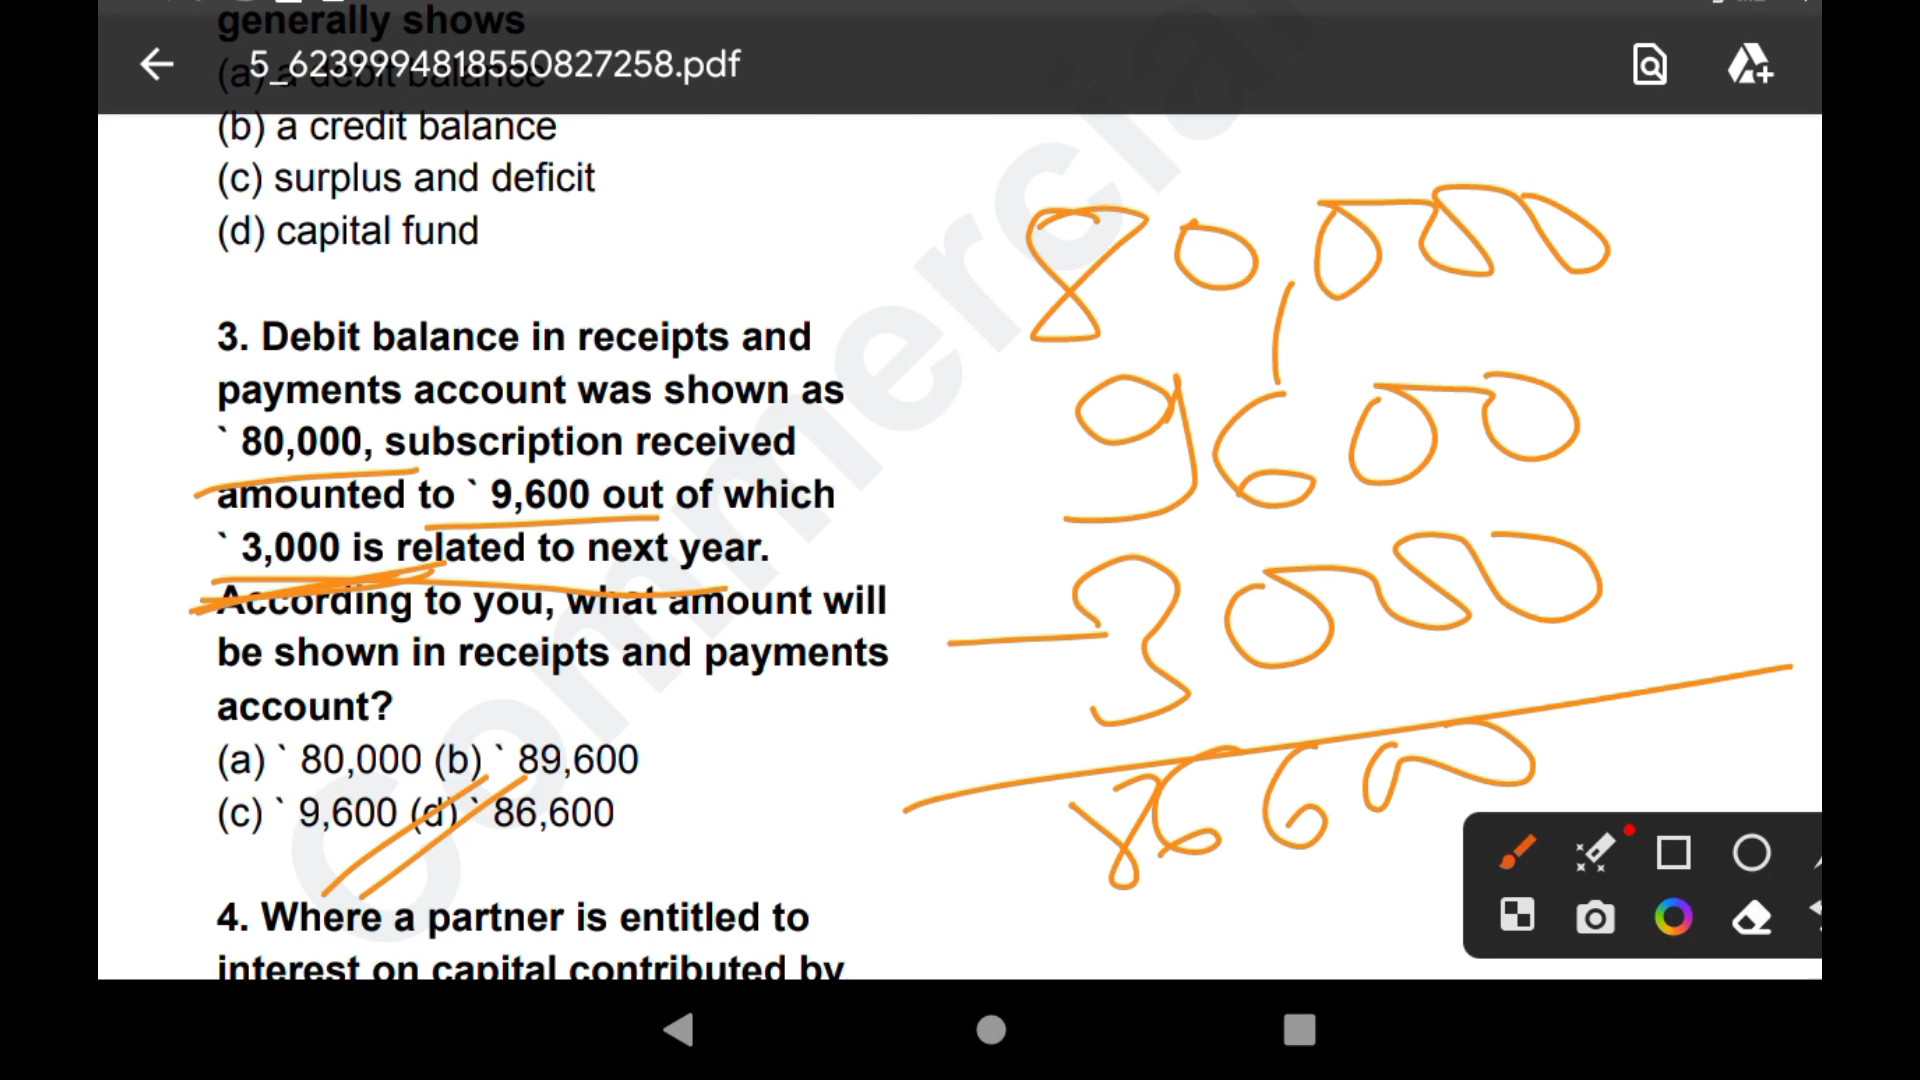 generally shows
5_6239994818550827258.pdf
(a) a debit balance
(b) a credit balance
(c) surplus and deficit
(d) capital fund
3. Debit balance in receipts and
payments account was shown as
` 80,000, subscription received
amounted to ` 9,600 out of which
` 3,000 is related to next year.
According to you, what amount will
be shown in receipts and payments
account?
(a) ` 80,000 (b) ` 89,600
(c) ` 9,600 (d) ` 86,600
4. Where a partner is entitled to
interest on capital contributed by
80,000
9600
- 3000
86600
Commercial